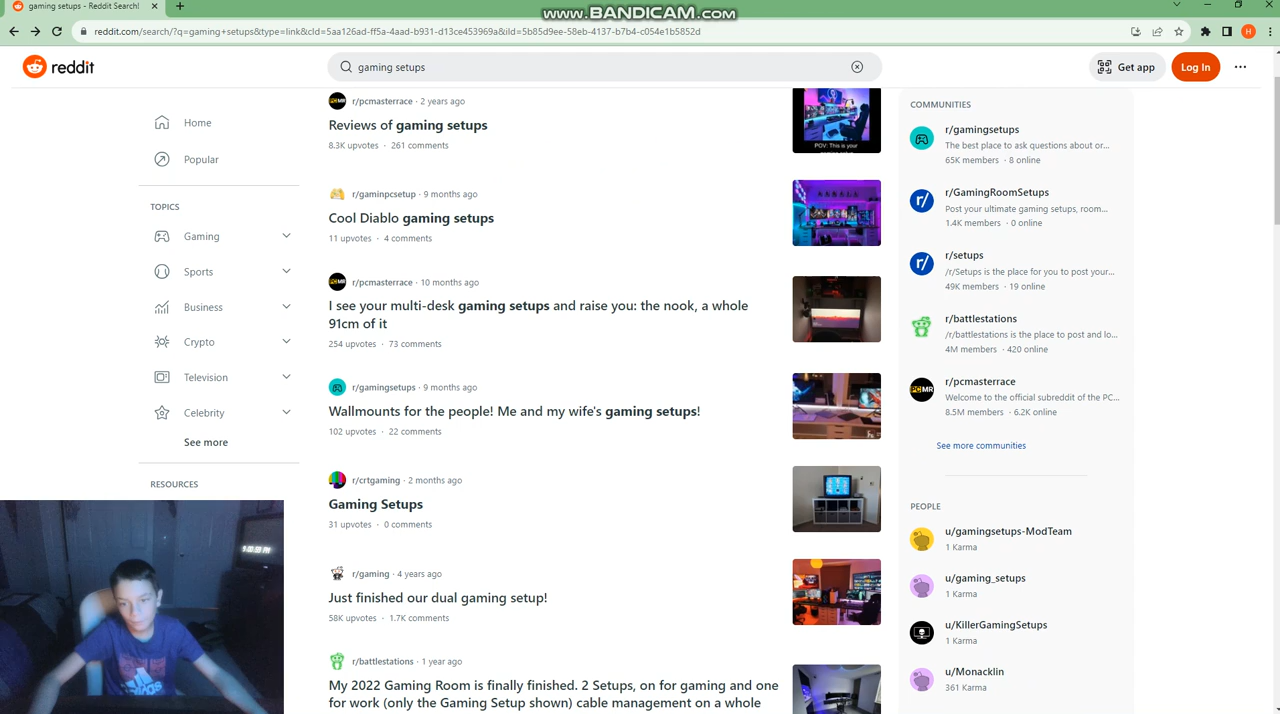 gaming setups - Reddit Search!
www.BANDICAM.com
reddit.com/search/?q=gaming+setups&type=link&cId=5aa126ad-ff5a-4aad-b931-d13ce453969a&iId=5b85d9ee-58eb-4137-b7b4-c054e1b5852d
H
reddit
gaming setups
Get app
Log In
Home
Popular
TOPICS
Gaming
Sports
Business
Crypto
Television
Celebrity
See more
RESOURCES
r/pcmasterrace · 2 years ago
Reviews of gaming setups
8.3K upvotes · 261 comments
POV: This is your
r/gaminpcsetup · 9 months ago
Cool Diablo gaming setups
11 upvotes · 4 comments
r/pcmasterrace · 10 months ago
I see your multi-desk gaming setups and raise you: the nook, a whole
91cm of it
254 upvotes · 73 comments
r/gamingsetups · 9 months ago
Wallmounts for the people! Me and my wife's gaming setups!
102 upvotes · 22 comments
r/crtgaming · 2 months ago
Gaming Setups
31 upvotes · 0 comments
r/gaming · 4 years ago
Just finished our dual gaming setup!
58K upvotes · 1.7K comments
r/battlestations · 1 year ago
My 2022 Gaming Room is finally finished. 2 Setups, on for gaming and one
for work (only the Gaming Setup shown) cable management on a whole
COMMUNITIES
r/gamingsetups
The best place to ask questions about or...
65K members · 8 online
r/GamingRoomSetups
Post your ultimate gaming setups, room...
1.4K members · 0 online
r/setups
/r/Setups is the place for you to post your...
49K members · 19 online
r/battlestations
/r/battlestations is the place to post and lo...
4M members · 420 online
r/pcmasterrace
Welcome to the official subreddit of the PC...
8.5M members · 6.2K online
See more communities
PEOPLE
u/gamingsetups-ModTeam
1 Karma
u/gaming_setups
1 Karma
u/KillerGamingSetups
1 Karma
u/Monacklin
361 Karma